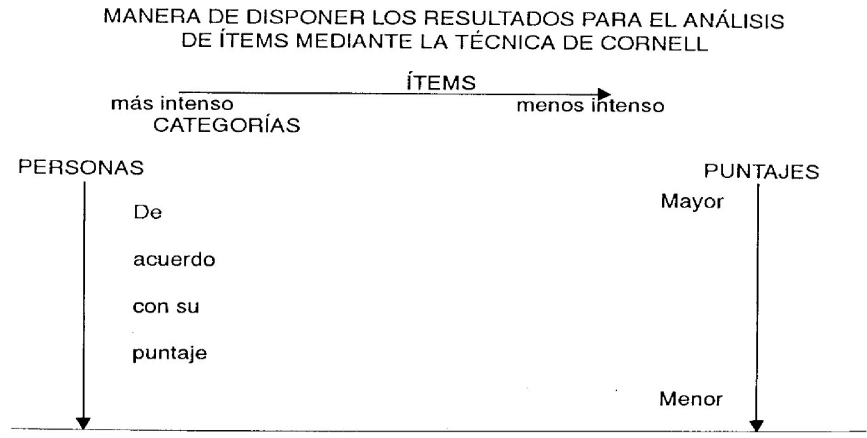 MANERA DE DISPONER LOS RESULTADOS PARA EL ANÁLISIS
DE ÍTEMS MEDIANTE LA TÉCNICA DE CORNELL
ÍTEMS
más intenso menos intenso
CATEGORÍAS
PERSONAS PUNTAJES
De Mayor
acuerdo
con su
puntaje
Menor